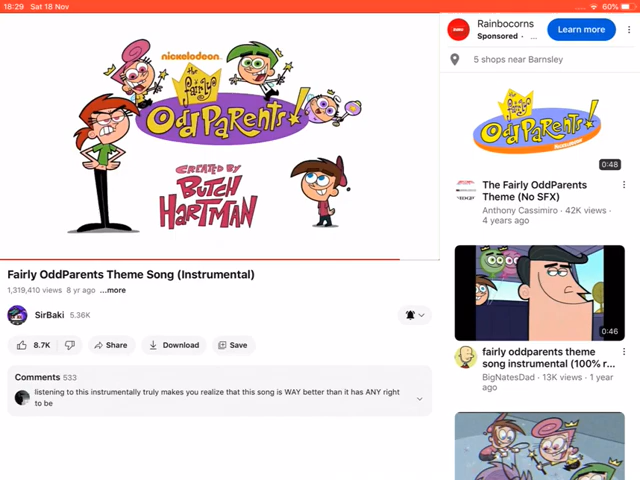 18:29 Sat 18 Nov
60%
nickelodeon
the
Fairly
OddParents!
CREATED BY
BUTCH
HARTMAN
Fairly OddParents Theme Song (Instrumental)
1,319,410 views 8 yr ago ...more
SirBaki 5.36K
8.7K
Share
Download
Save
Comments 533
listening to this instrumentally truly makes you realize that this song is WAY better than it has ANY right
to be
Rainbocorns
Sponsored · ...
Learn more
5 shops near Barnsley
the
Fairly
OddParents!
NICKELODEON
0:48
The Fairly OddParents
Theme (No SFX)
Anthony Cassimiro · 42K views ·
4 years ago
0:46
fairly oddparents theme
song instrumental (100% r...
BigNatesDad · 13K views · 1 year
ago